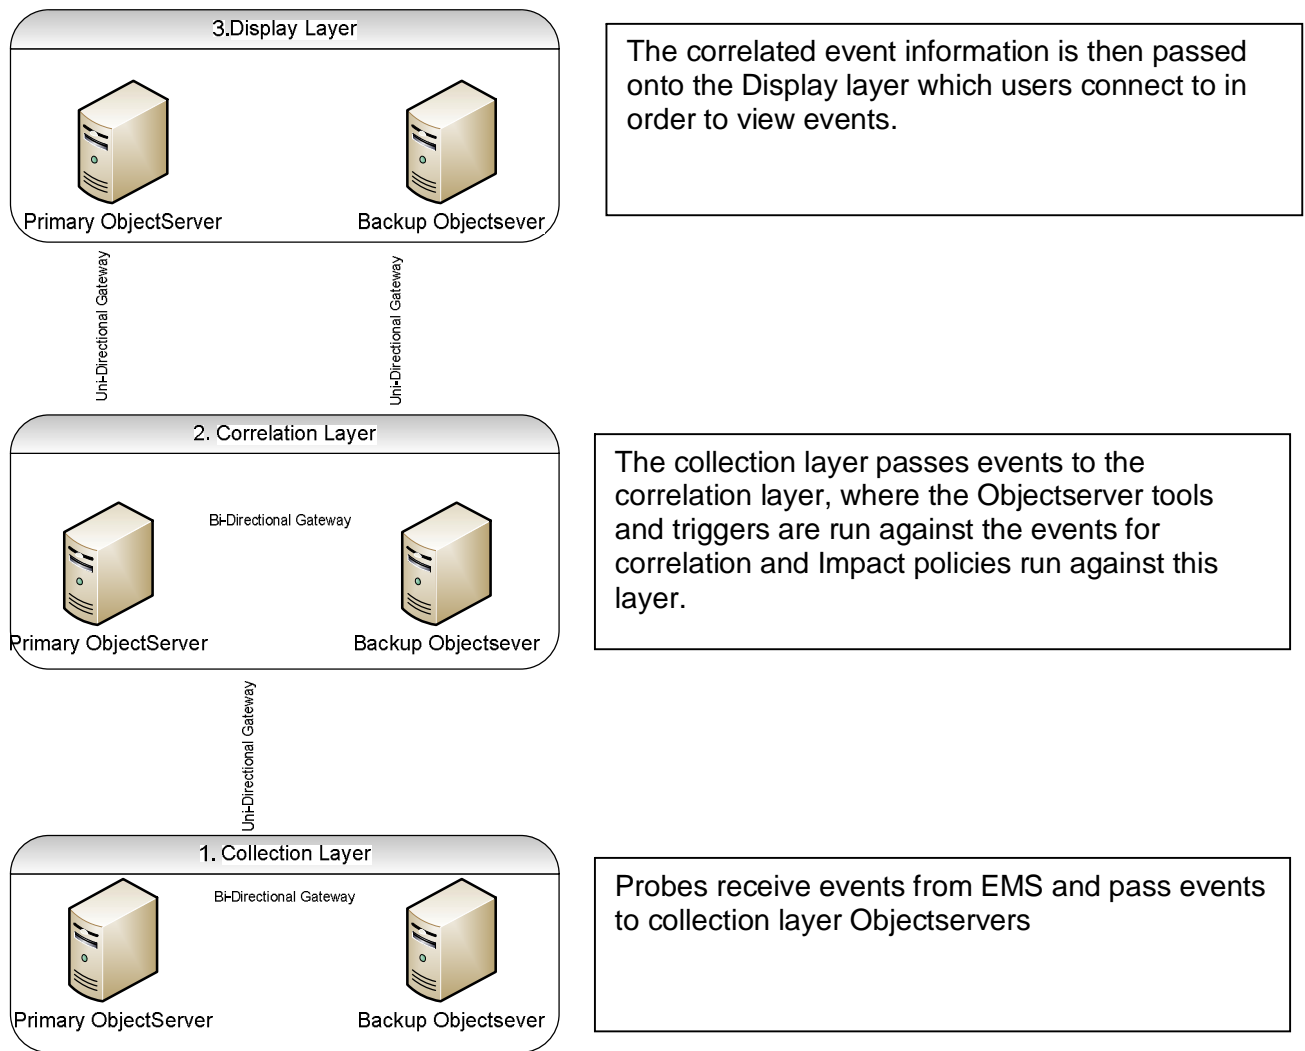 3.Display Layer
Primary ObjectServer
Backup Objectsever
The correlated event information is then passed
onto the Display layer which users connect to in
order to view events.
Uni-Directional Gateway
Uni-Directional Gateway
2. Correlation Layer
Bi-Directional Gateway
Primary ObjectServer
Backup Objectsever
The collection layer passes events to the
correlation layer, where the Objectserver tools
and triggers are run against the events for
correlation and Impact policies run against this
layer.
Uni-Directional Gateway
1. Collection Layer
Bi-Directional Gateway
Primary ObjectServer
Backup Objectsever
Probes receive events from EMS and pass events
to collection layer Objectservers